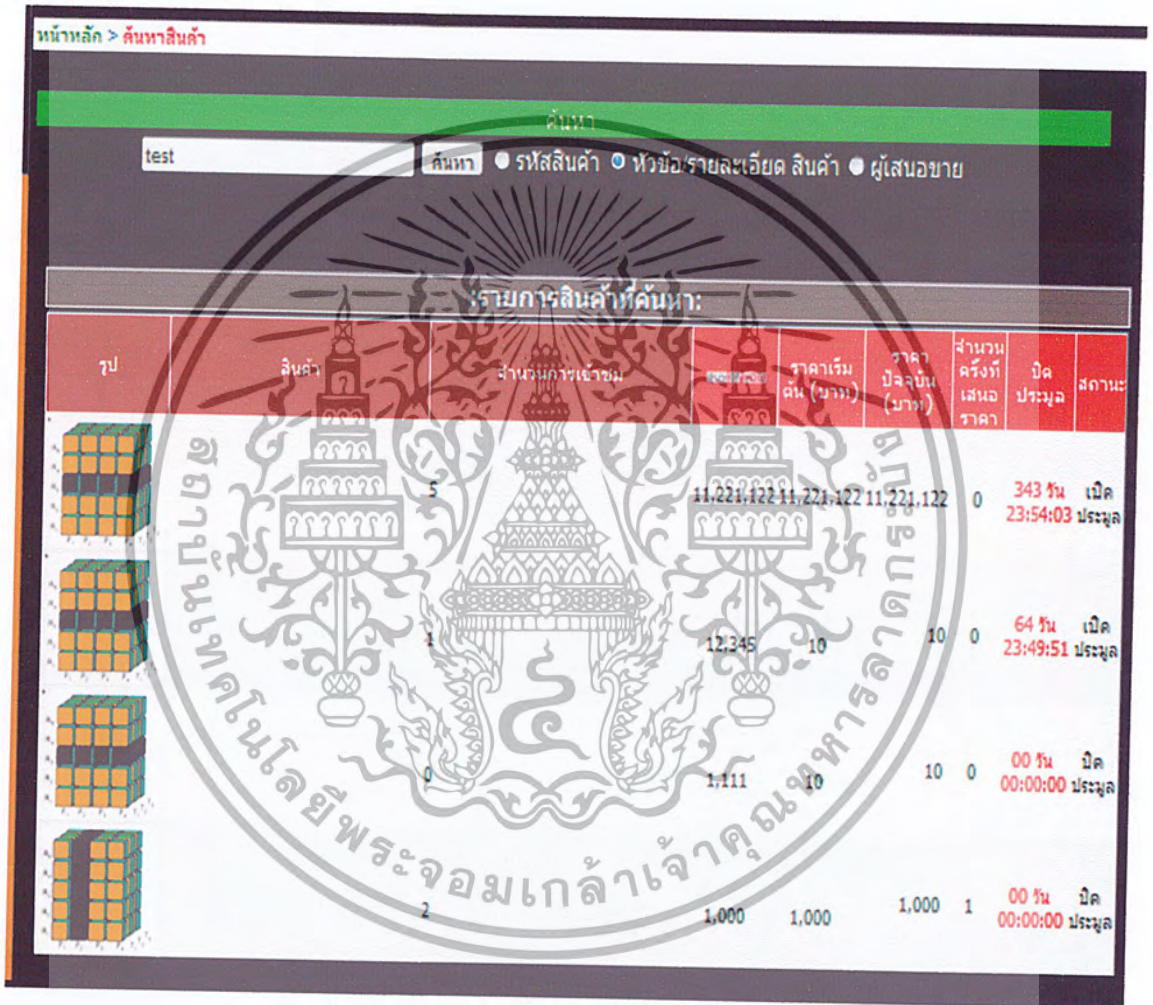 หน้าหลัก > ค้นหาสินค้า
ค้นหา
test ค้นหา รหัสสินค้า หัวข้อ/รายละเอียด สินค้า ผู้เสนอขาย
:รายการสินค้าที่ค้นหา:
รูป สินค้า จำนวนการเข้าชม ราคาเริ่มต้น (บาท) ราคาปัจจุบัน (บาท) จำนวนครั้งที่เสนอราคา ปิดประมูล สถานะ
5 11,221,122 11,221,122 11,221,122 0 343 วัน 23:54:03 เปิดประมูล
1 12,345 10 10 0 64 วัน 23:49:51 เปิดประมูล
0 1,111 10 10 0 00 วัน 00:00:00 ปิดประมูล
2 1,000 1,000 1,000 1 00 วัน 00:00:00 ปิดประมูล
สถาบันเทคโนโลยีพระจอมเกล้าเจ้าคุณทหารลาดกระบัง